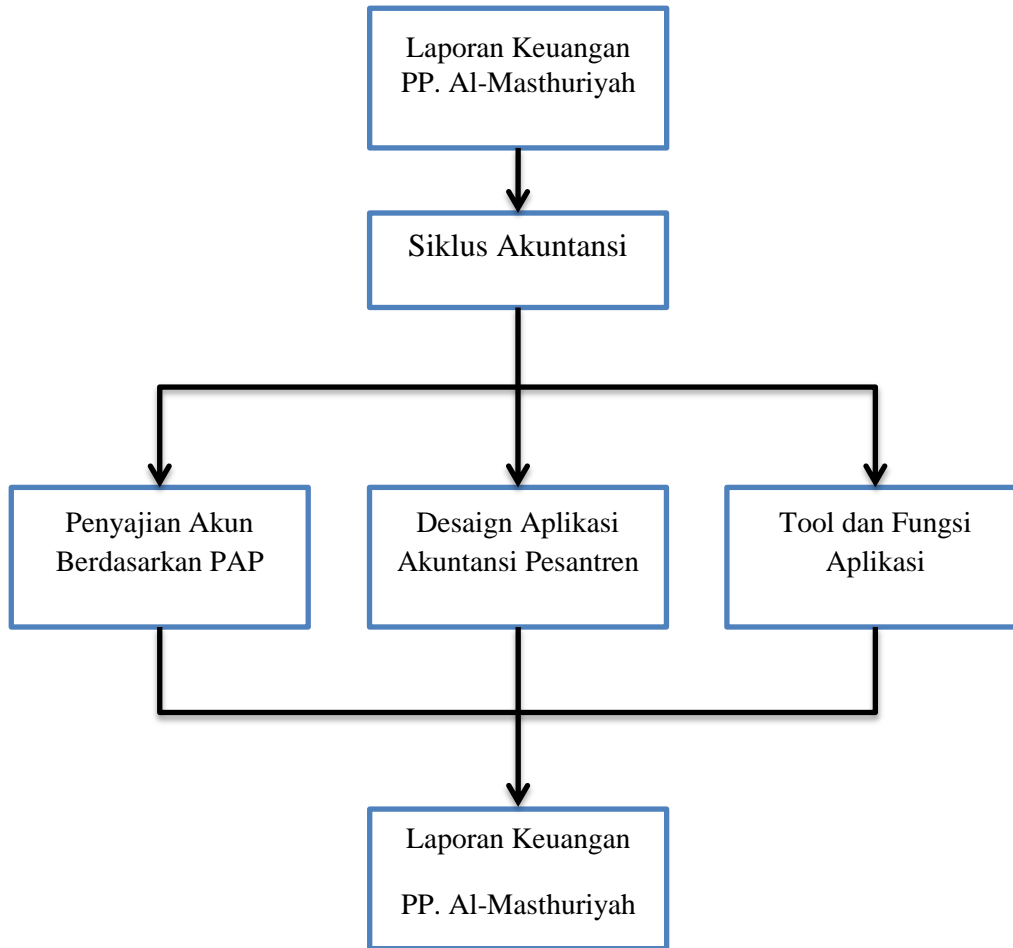 Laporan Keuangan
PP. Al-Masthuriyah
Siklus Akuntansi
Penyajian Akun
Berdasarkan PAP
Desaign Aplikasi
Akuntansi Pesantren
Tool dan Fungsi
Aplikasi
Laporan Keuangan
PP. Al-Masthuriyah